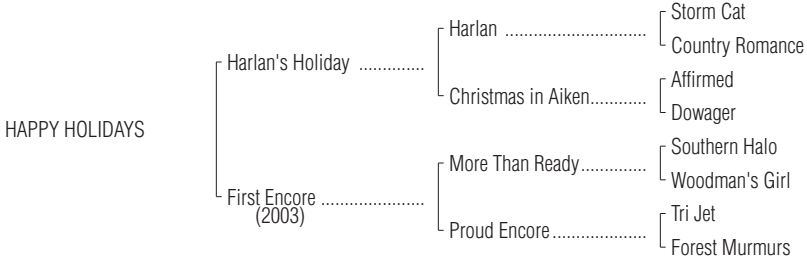 Storm Cat
Harlan ..............................
Country Romance
Harlan's Holiday ..............
Affirmed
Christmas in Aiken............
Dowager
HAPPY HOLIDAYS
Southern Halo
More Than Ready..............
Woodman's Girl
First Encore ......................
(2003)
Tri Jet
Proud Encore....................
Forest Murmurs